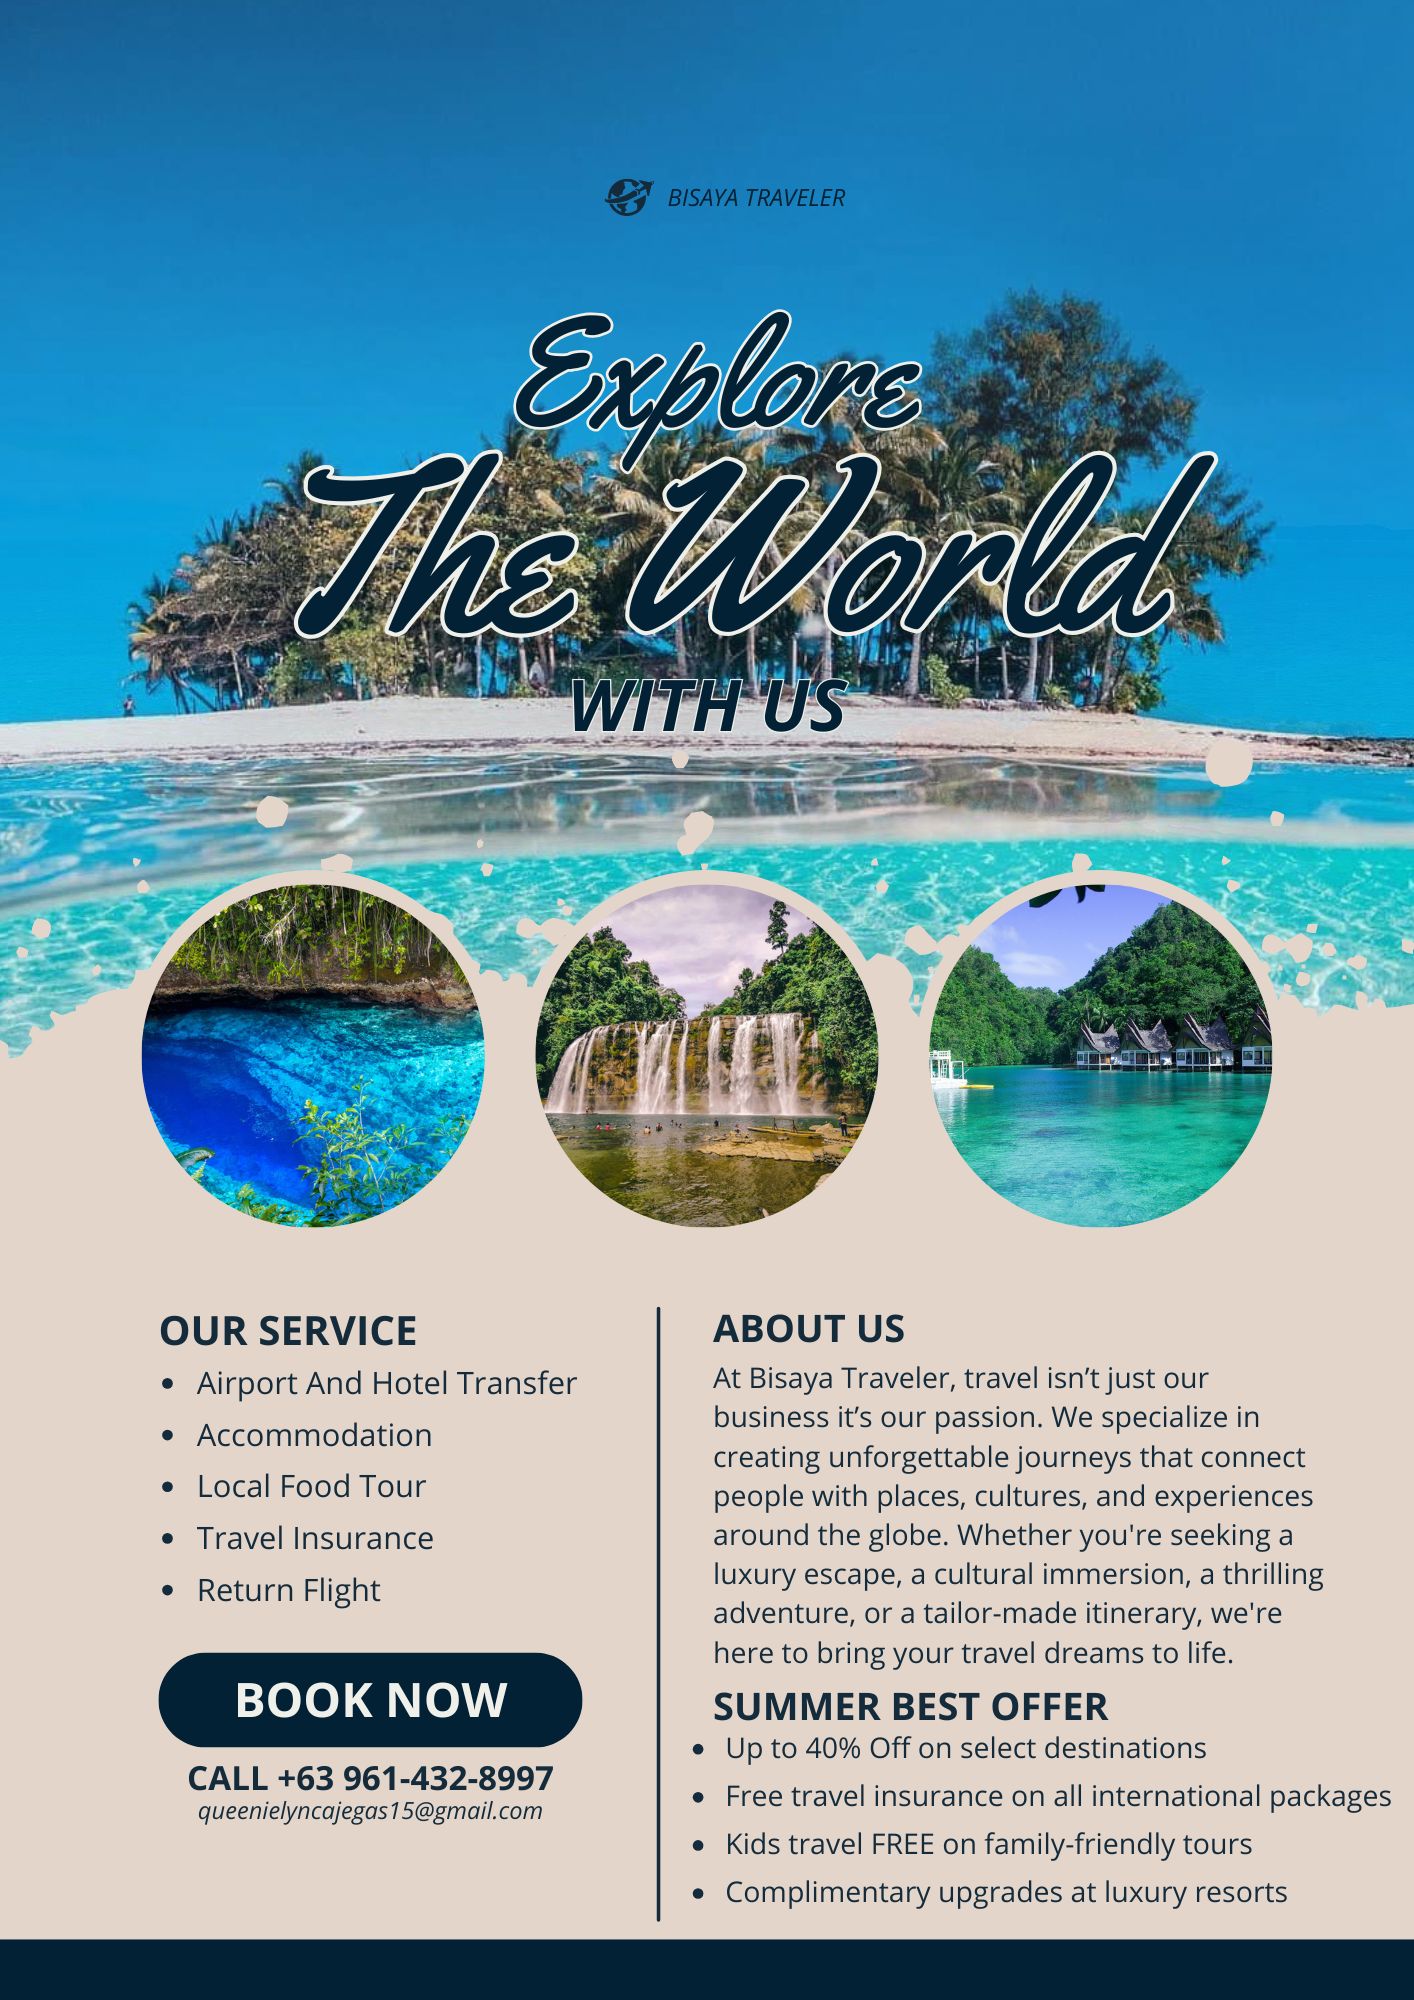 BISAYA TRAVELER
Explore
The World
WITH US
OUR SERVICE
• Airport And Hotel Transfer
• Accommodation
• Local Food Tour
• Travel Insurance
• Return Flight
BOOK NOW
CALL +63 961-432-8997
queenielyncajegas15@gmail.com
ABOUT US
At Bisaya Traveler, travel isn’t just our
business it’s our passion. We specialize in
creating unforgettable journeys that connect
people with places, cultures, and experiences
around the globe. Whether you're seeking a
luxury escape, a cultural immersion, a thrilling
adventure, or a tailor-made itinerary, we're
here to bring your travel dreams to life.
SUMMER BEST OFFER
• Up to 40% Off on select destinations
• Free travel insurance on all international packages
• Kids travel FREE on family-friendly tours
• Complimentary upgrades at luxury resorts